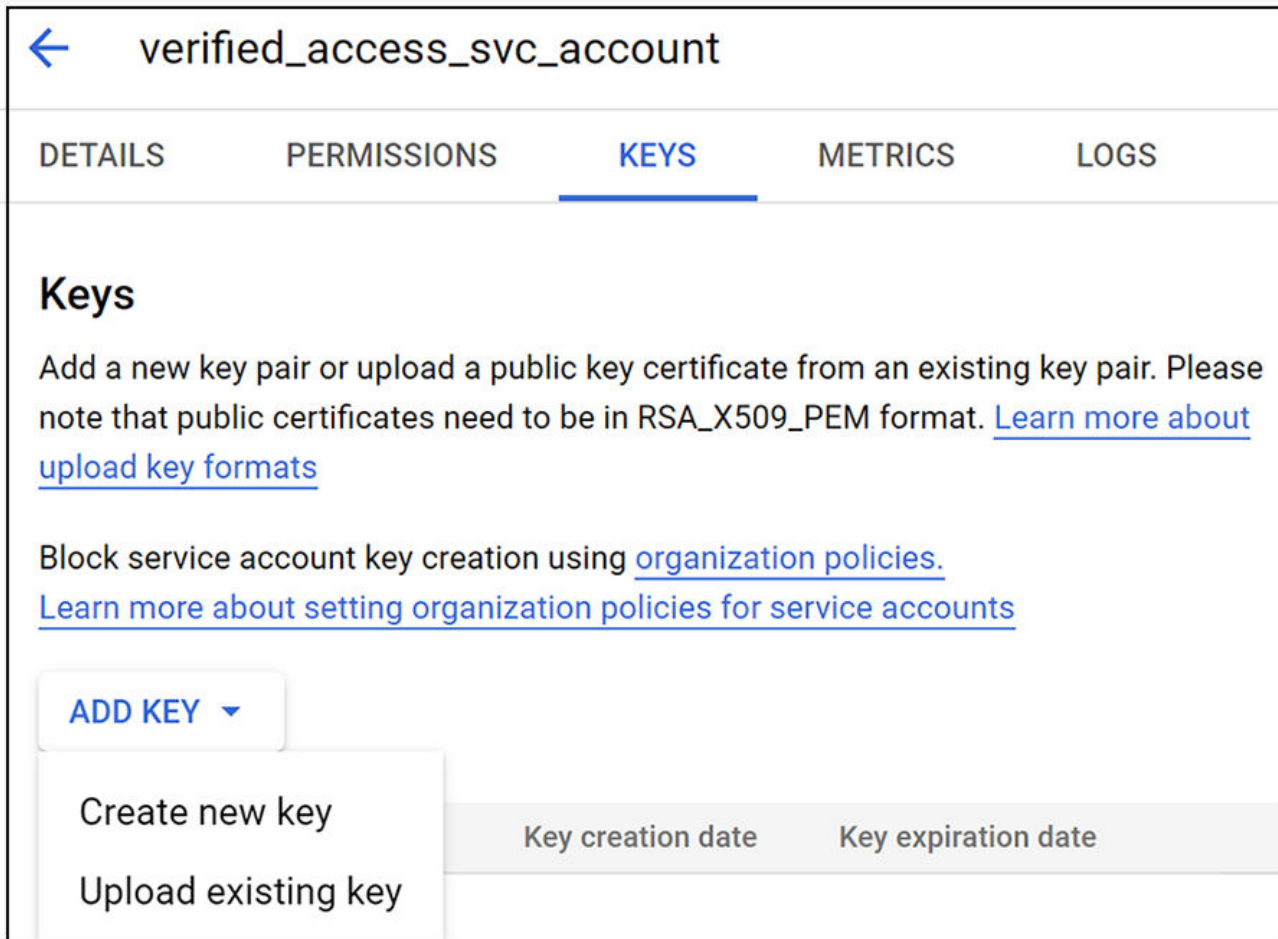 verified_access_svc_account
DETAILS PERMISSIONS KEYS METRICS LOGS
Keys
Add a new key pair or upload a public key certificate from an existing key pair. Please
note that public certificates need to be in RSA_X509_PEM format. Learn more about
upload key formats
Block service account key creation using organization policies.
Learn more about setting organization policies for service accounts
ADD KEY
Create new key
Key creation date Key expiration date
Upload existing key